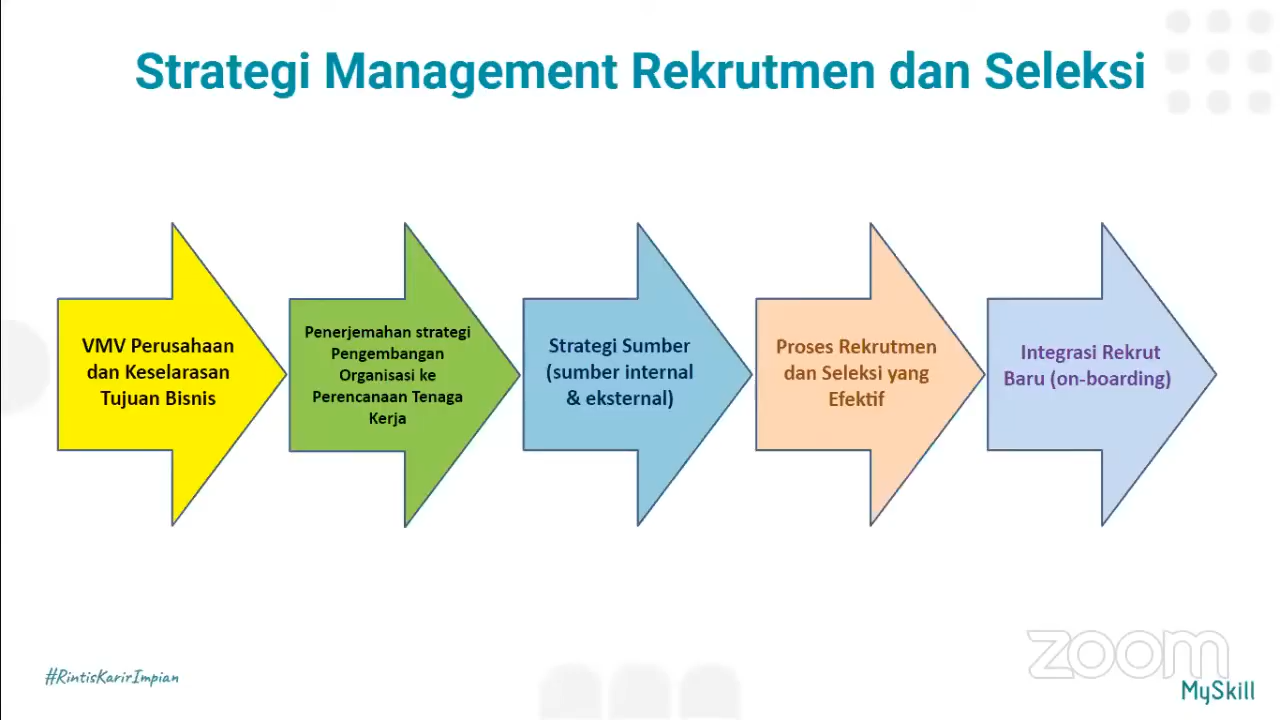 Strategi Management Rekrutmen dan Seleksi
VMV Perusahaan
dan Keselarasan
Tujuan Bisnis
Penerjemahan strategi
Pengembangan
Organisasi ke
Perencanaan Tenaga
Kerja
Strategi Sumber
(sumber internal
& eksternal)
Proses Rekrutmen
dan Seleksi yang
Efektif
Integrasi Rekrut
Baru (on-boarding)
#RintisKarirImpian
zoom
MySkill